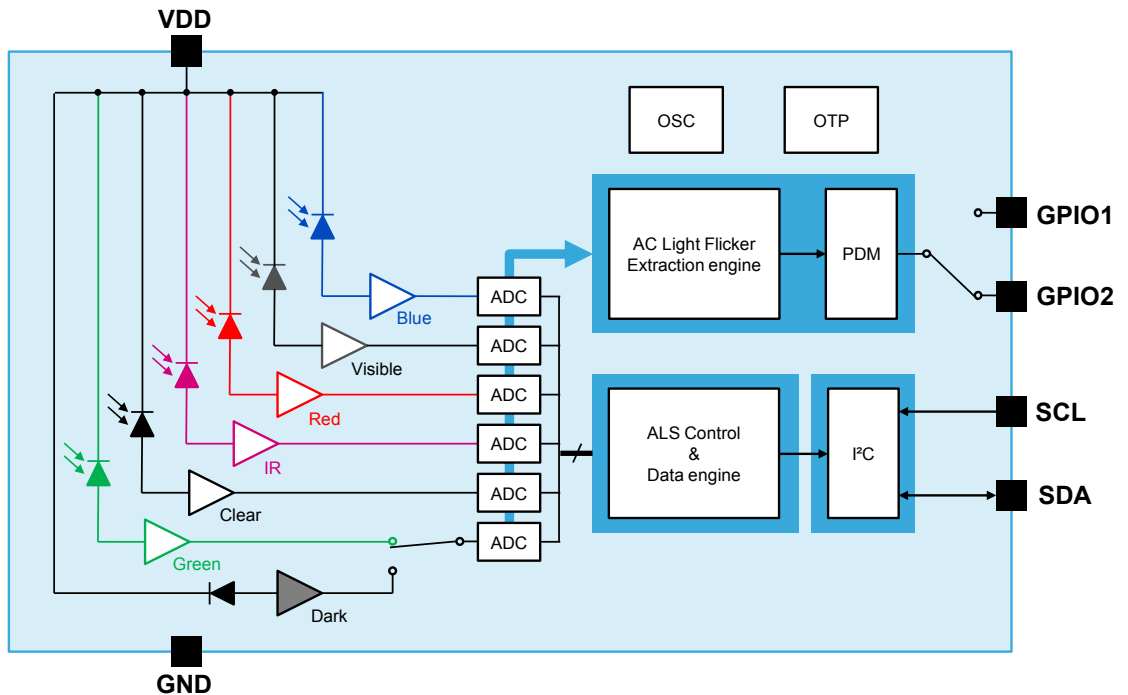 VDD
OSC
OTP
AC Light Flicker
Extraction engine
PDM
GPIO1
GPIO2
ADC
Blue
ADC
Visible
ADC
Red
ADC
IR
ADC
Clear
ADC
Green
Dark
ALS Control
&
Data engine
I²C
SCL
SDA
GND